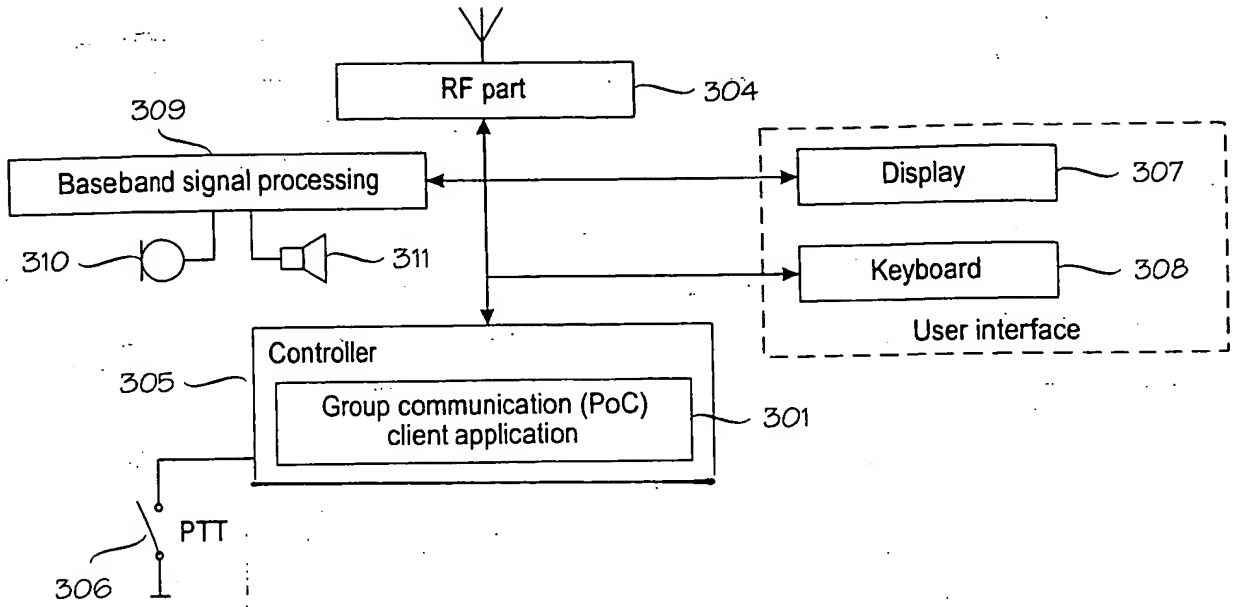 RF part
304
309
Baseband signal processing
Display
307
310
311
Keyboard
308
User interface
Controller
305
Group communication (PoC)
client application
301
PTT
306